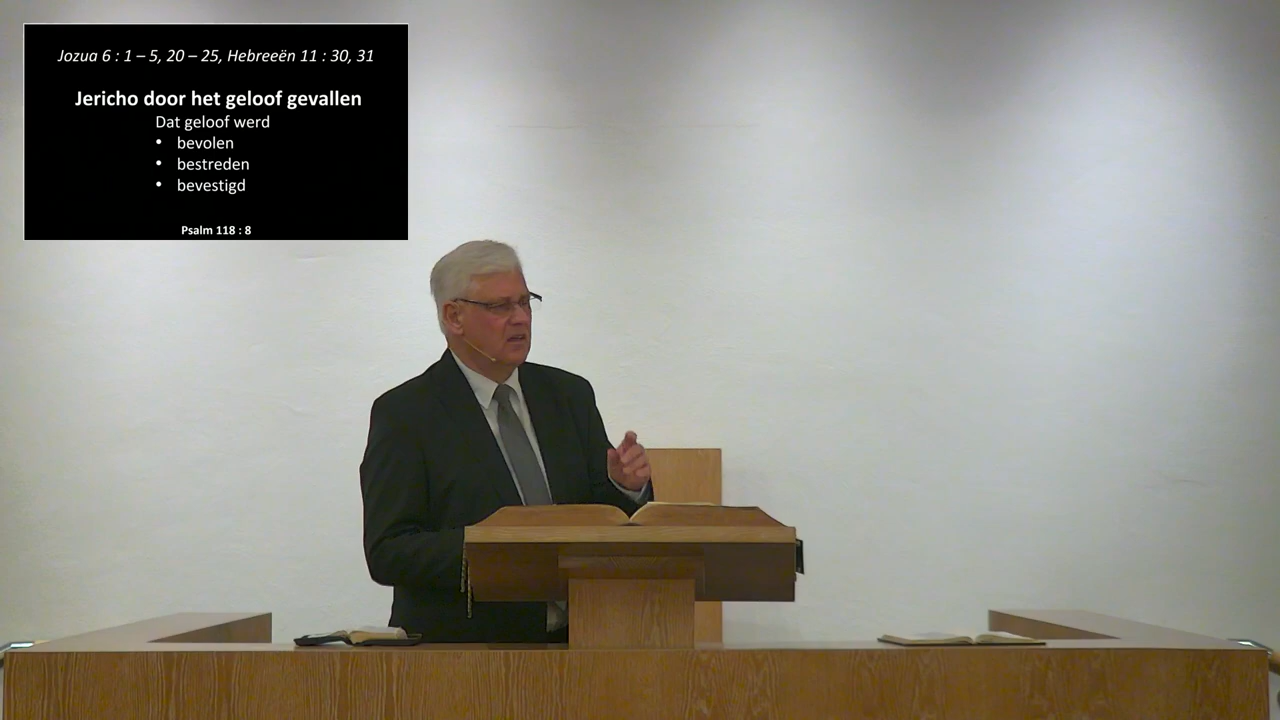 Jozua 6 : 1 – 5, 20 – 25, Hebreeën 11 : 30, 31
Jericho door het geloof gevallen
Dat geloof werd
• bevolen
• bestreden
• bevestigd
Psalm 118 : 8